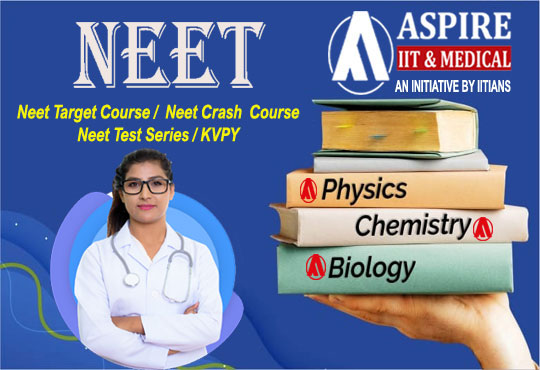 NEET
ASPIRE
IIT & MEDICAL
AN INITIATIVE BY IITIANS
Neet Target Course / Neet Crash Course
Neet Test Series / KVPY
Physics
Chemistry
Biology